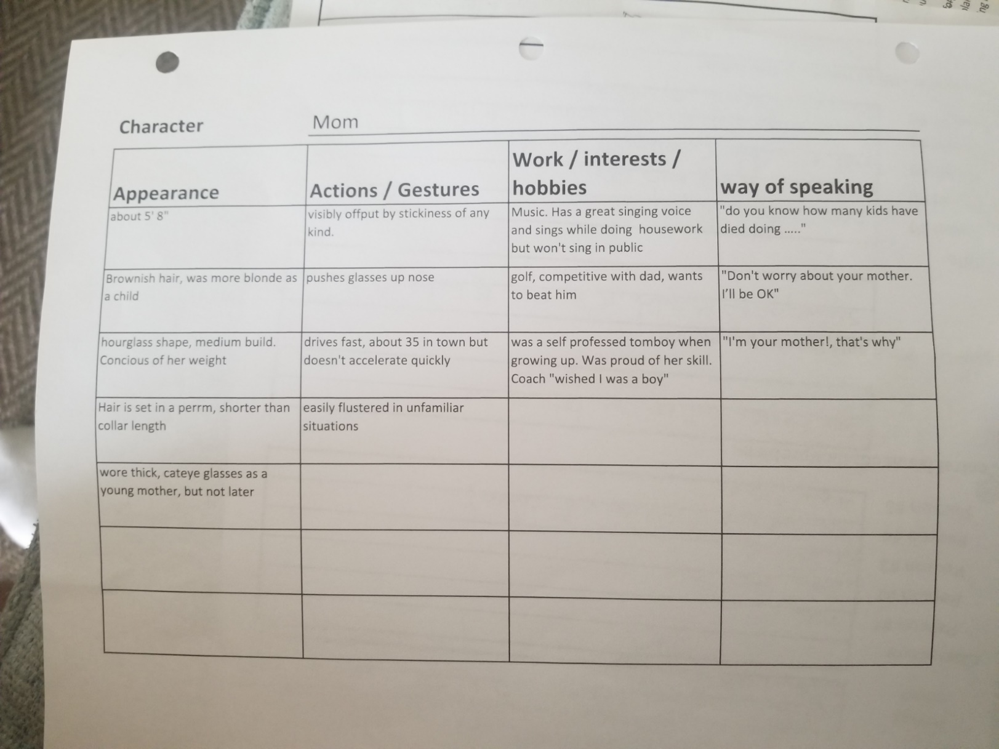 Character Mom
Appearance
Actions / Gestures
Work / interests /
hobbies
way of speaking
about 5' 8"
visibly offput by stickiness of any
kind.
Music. Has a great singing voice
and sings while doing housework
but won't sing in public
"do you know how many kids have
died doing ....."
Brownish hair, was more blonde as
a child
pushes glasses up nose
golf, competitive with dad, wants
to beat him
"Don't worry about your mother.
I'll be OK"
hourglass shape, medium build.
Concious of her weight
drives fast, about 35 in town but
doesn't accelerate quickly
was a self professed tomboy when
growing up. Was proud of her skill.
Coach "wished I was a boy"
"I'm your mother!, that's why"
Hair is set in a perrm, shorter than
collar length
easily flustered in unfamiliar
situations
wore thick, cateye glasses as a
young mother, but not later